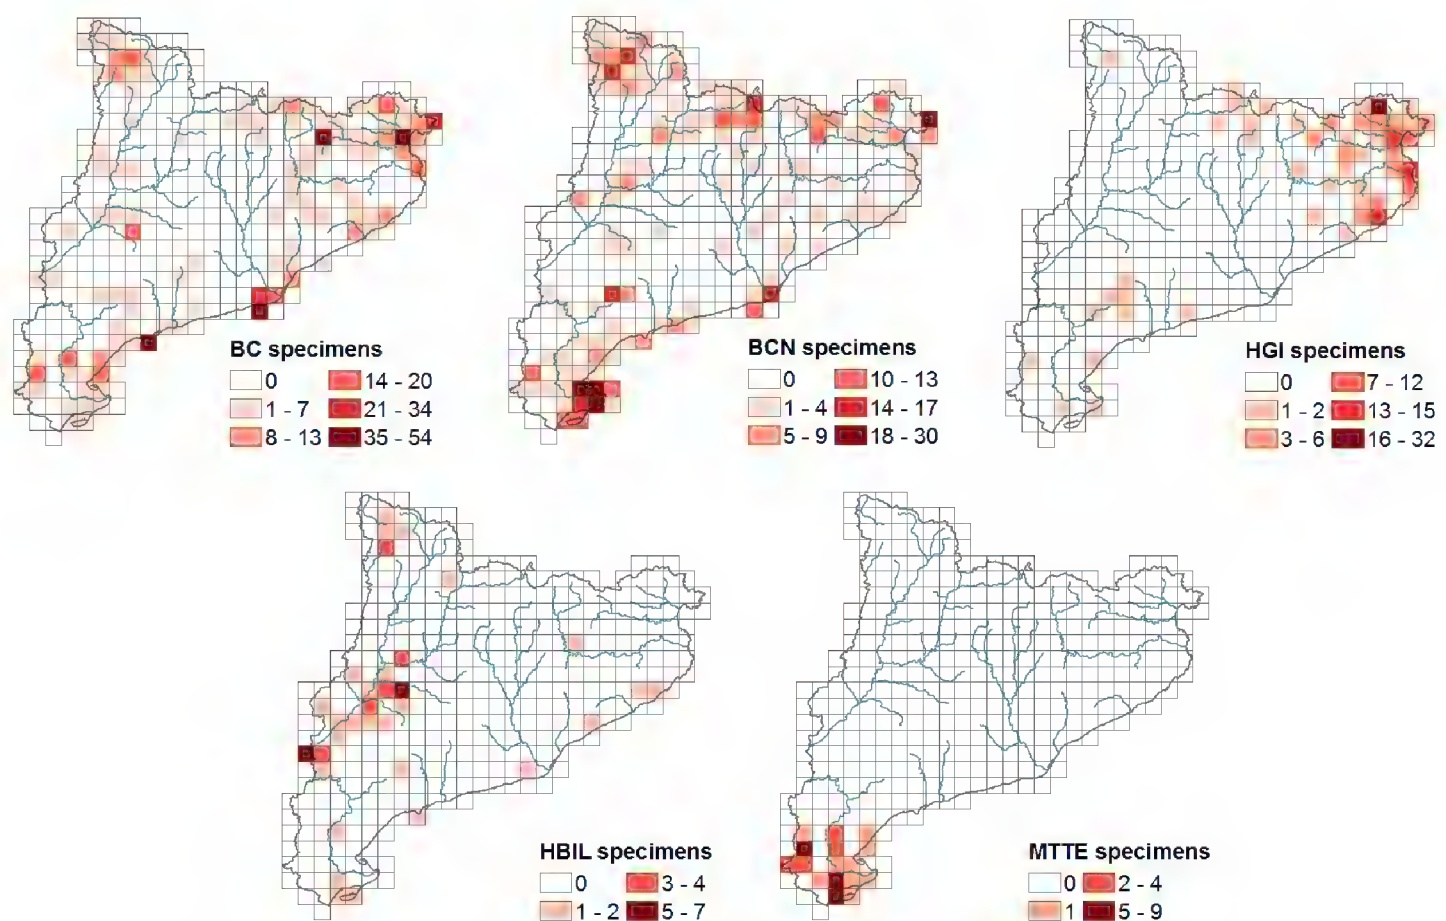 BC specimens
0 14 - 20
1 - 7 21 - 34
8 - 13 35 - 54
BCN specimens
0 10 - 13
1 - 4 14 - 17
5 - 9 18 - 30
HGI specimens
0 7 - 12
1 - 2 13 - 15
3 - 6 16 - 32
HBIL specimens
0 3 - 4
1 - 2 5 - 7
MTTE specimens
0 2 - 4
1 5 - 9